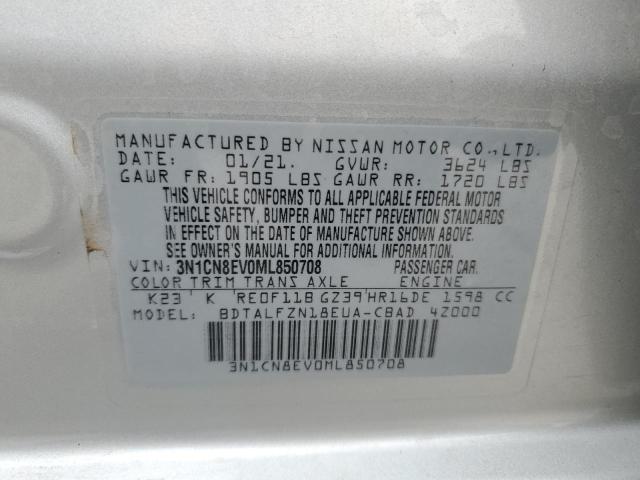 MANUFACTURED BY NISSAN MOTOR CO.,LTD.
DATE: 01/21. GVWR: 3624 LBS
GAWR FR: 1905 LBS GAWR RR: 1720 LBS
THIS VEHICLE CONFORMS TO ALL APPLICABLE FEDERAL MOTOR
VEHICLE SAFETY, BUMPER AND THEFT PREVENTION STANDARDS
IN EFFECT ON THE DATE OF MANUFACTURE SHOWN ABOVE.
SEE OWNER'S MANUAL FOR ADDITIONAL INFORMATION.
VIN: 3N1CN8EV0ML850708 PASSENGER CAR.
COLOR TRIM TRANS AXLE ENGINE
K23 K RE0F11B GZ39 HR16DE 1598 CC
MODEL: BDTALFZN18EUA-CBAD 4Z000
3N1CN8EV0ML850708